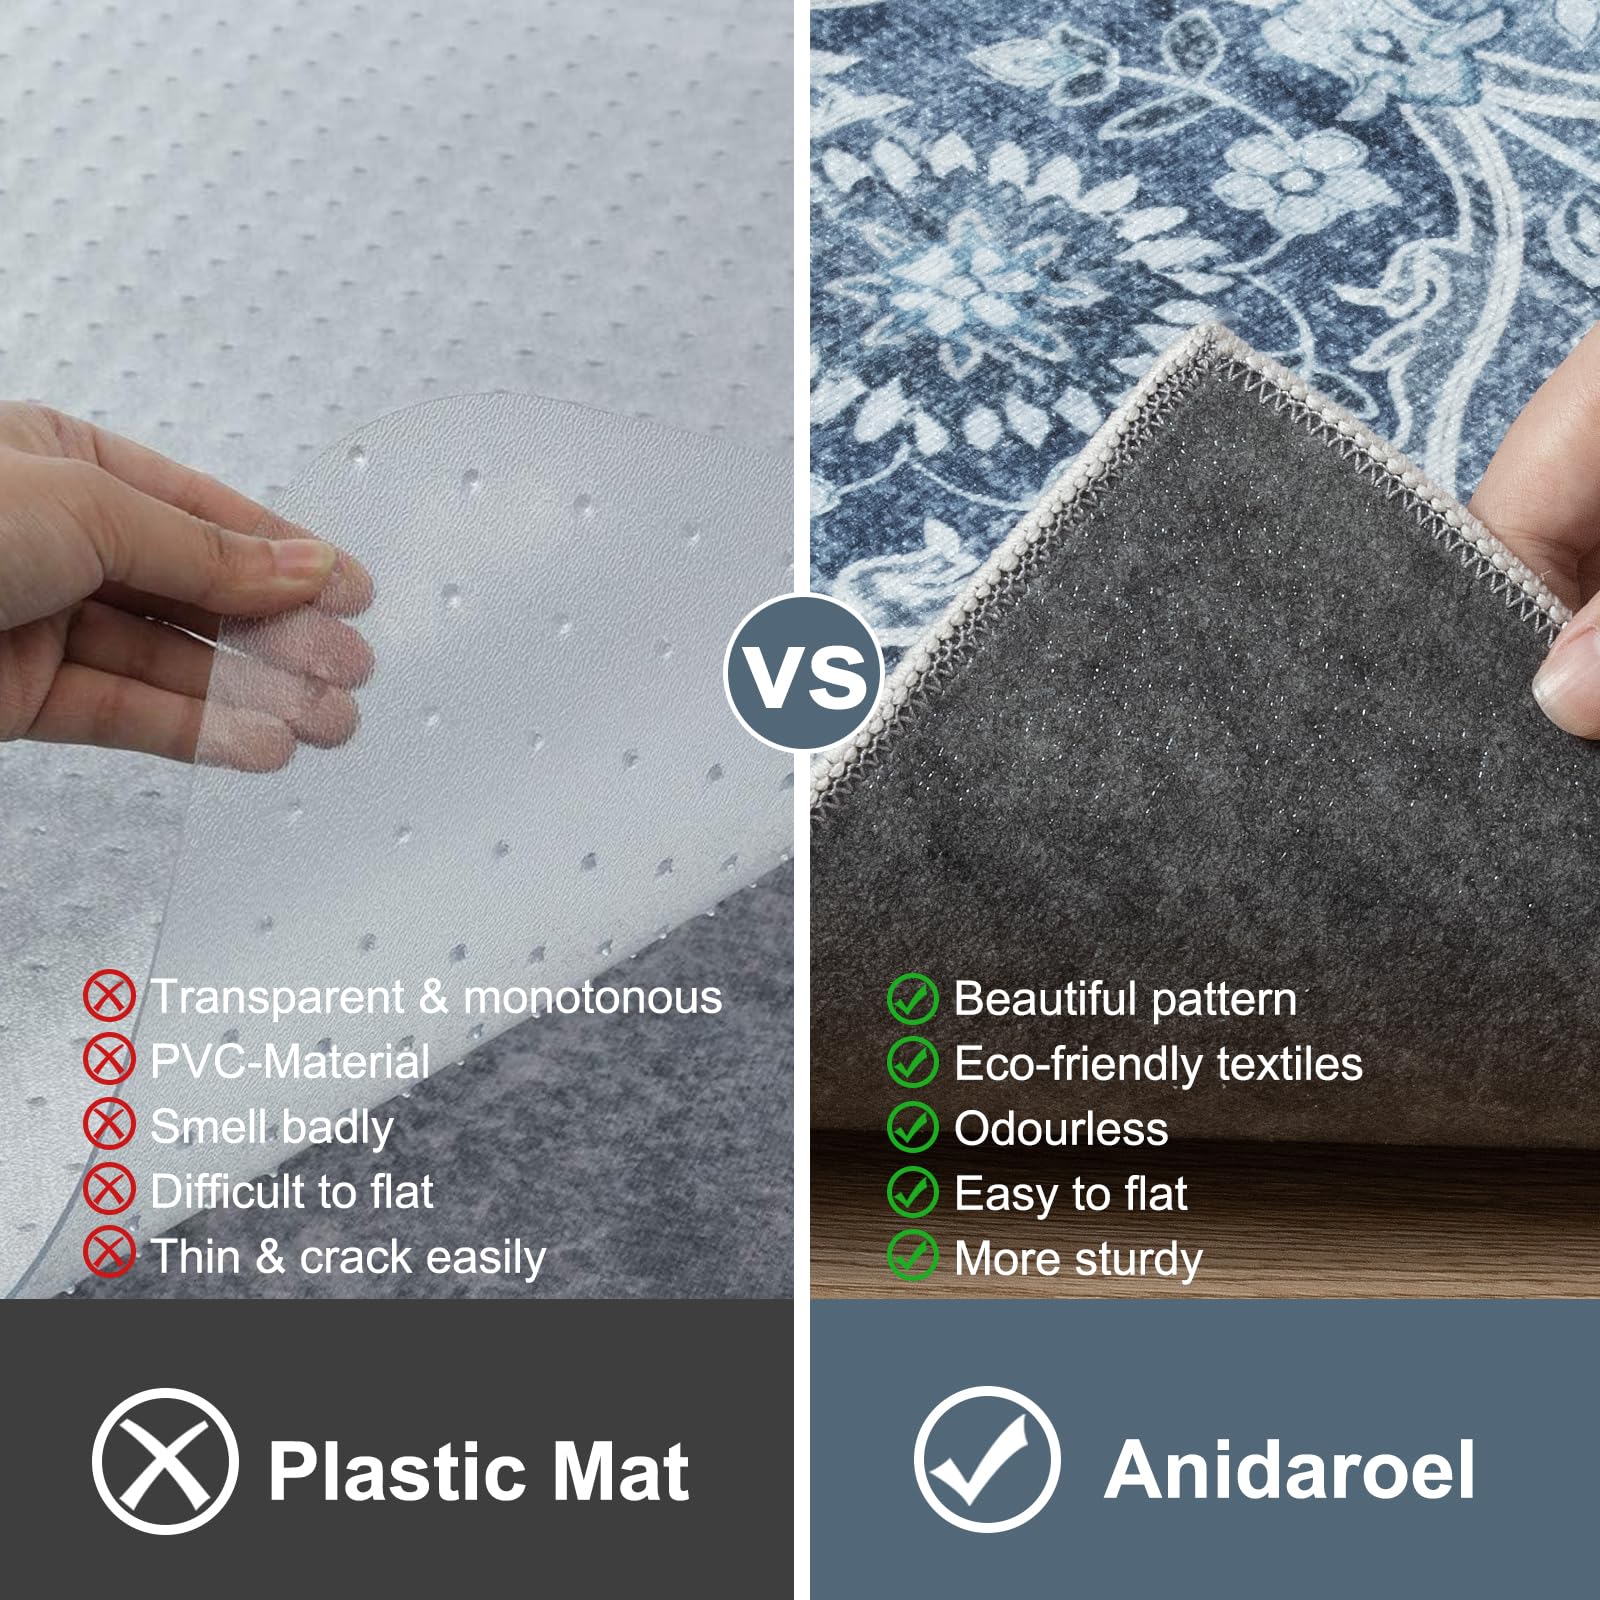 VS
Transparent & monotonous
PVC-Material
Smell badly
Difficult to flat
Thin & crack easily
Beautiful pattern
Eco-friendly textiles
Odourless
Easy to flat
More sturdy
Plastic Mat
Anidaroel